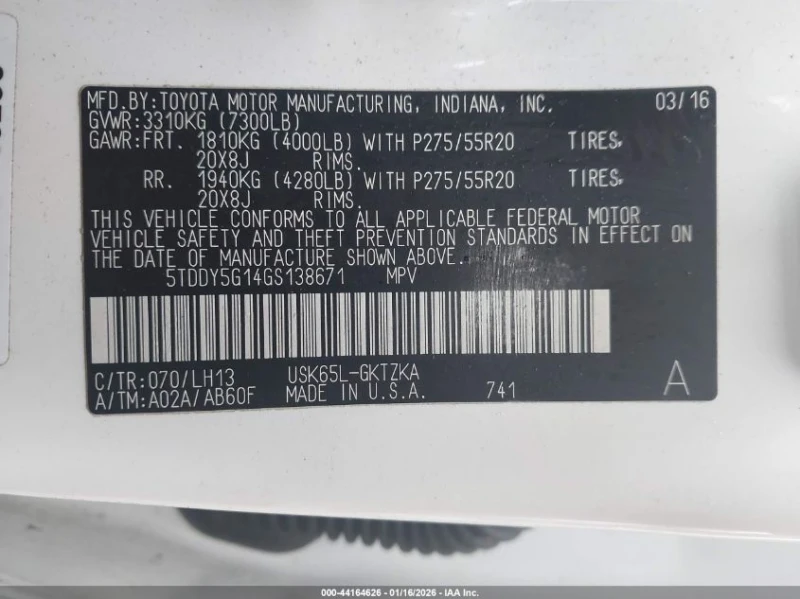 MFD.BY:TOYOTA MOTOR MANUFACTURING, INDIANA, INC. 03/16
GVWR:3310KG (7300LB)
GAWR:FRT. 1810KG (4000LB) WITH P275/55R20 TIRES,
20X8J RIMS.
RR. 1940KG (4280LB) WITH P275/55R20 TIRES,
20X8J RIMS.
THIS VEHICLE CONFORMS TO ALL APPLICABLE FEDERAL MOTOR
VEHICLE SAFETY AND THEFT PREVENTION STANDARDS IN EFFECT ON
THE DATE OF MANUFACTURE SHOWN ABOVE.
5TDDY5G14GS138671 MPV
C/TR:070/LH13 USK65L-GKTZKA
A/TM:A02A/AB60F MADE IN U.S.A. 741 A
000-44164626 - 01/16/2026 - IAA Inc.